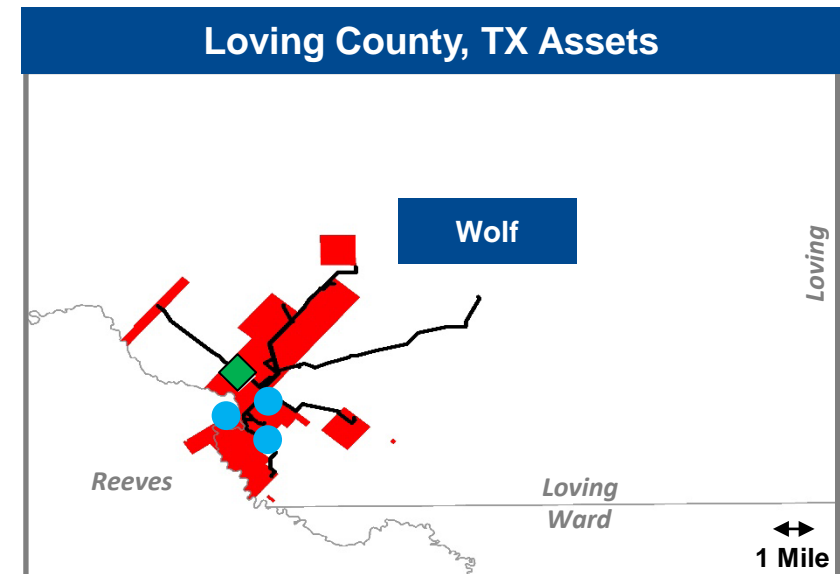 Loving County, TX Assets
Wolf
Loving
Reeves
Loving
Ward
1 Mile